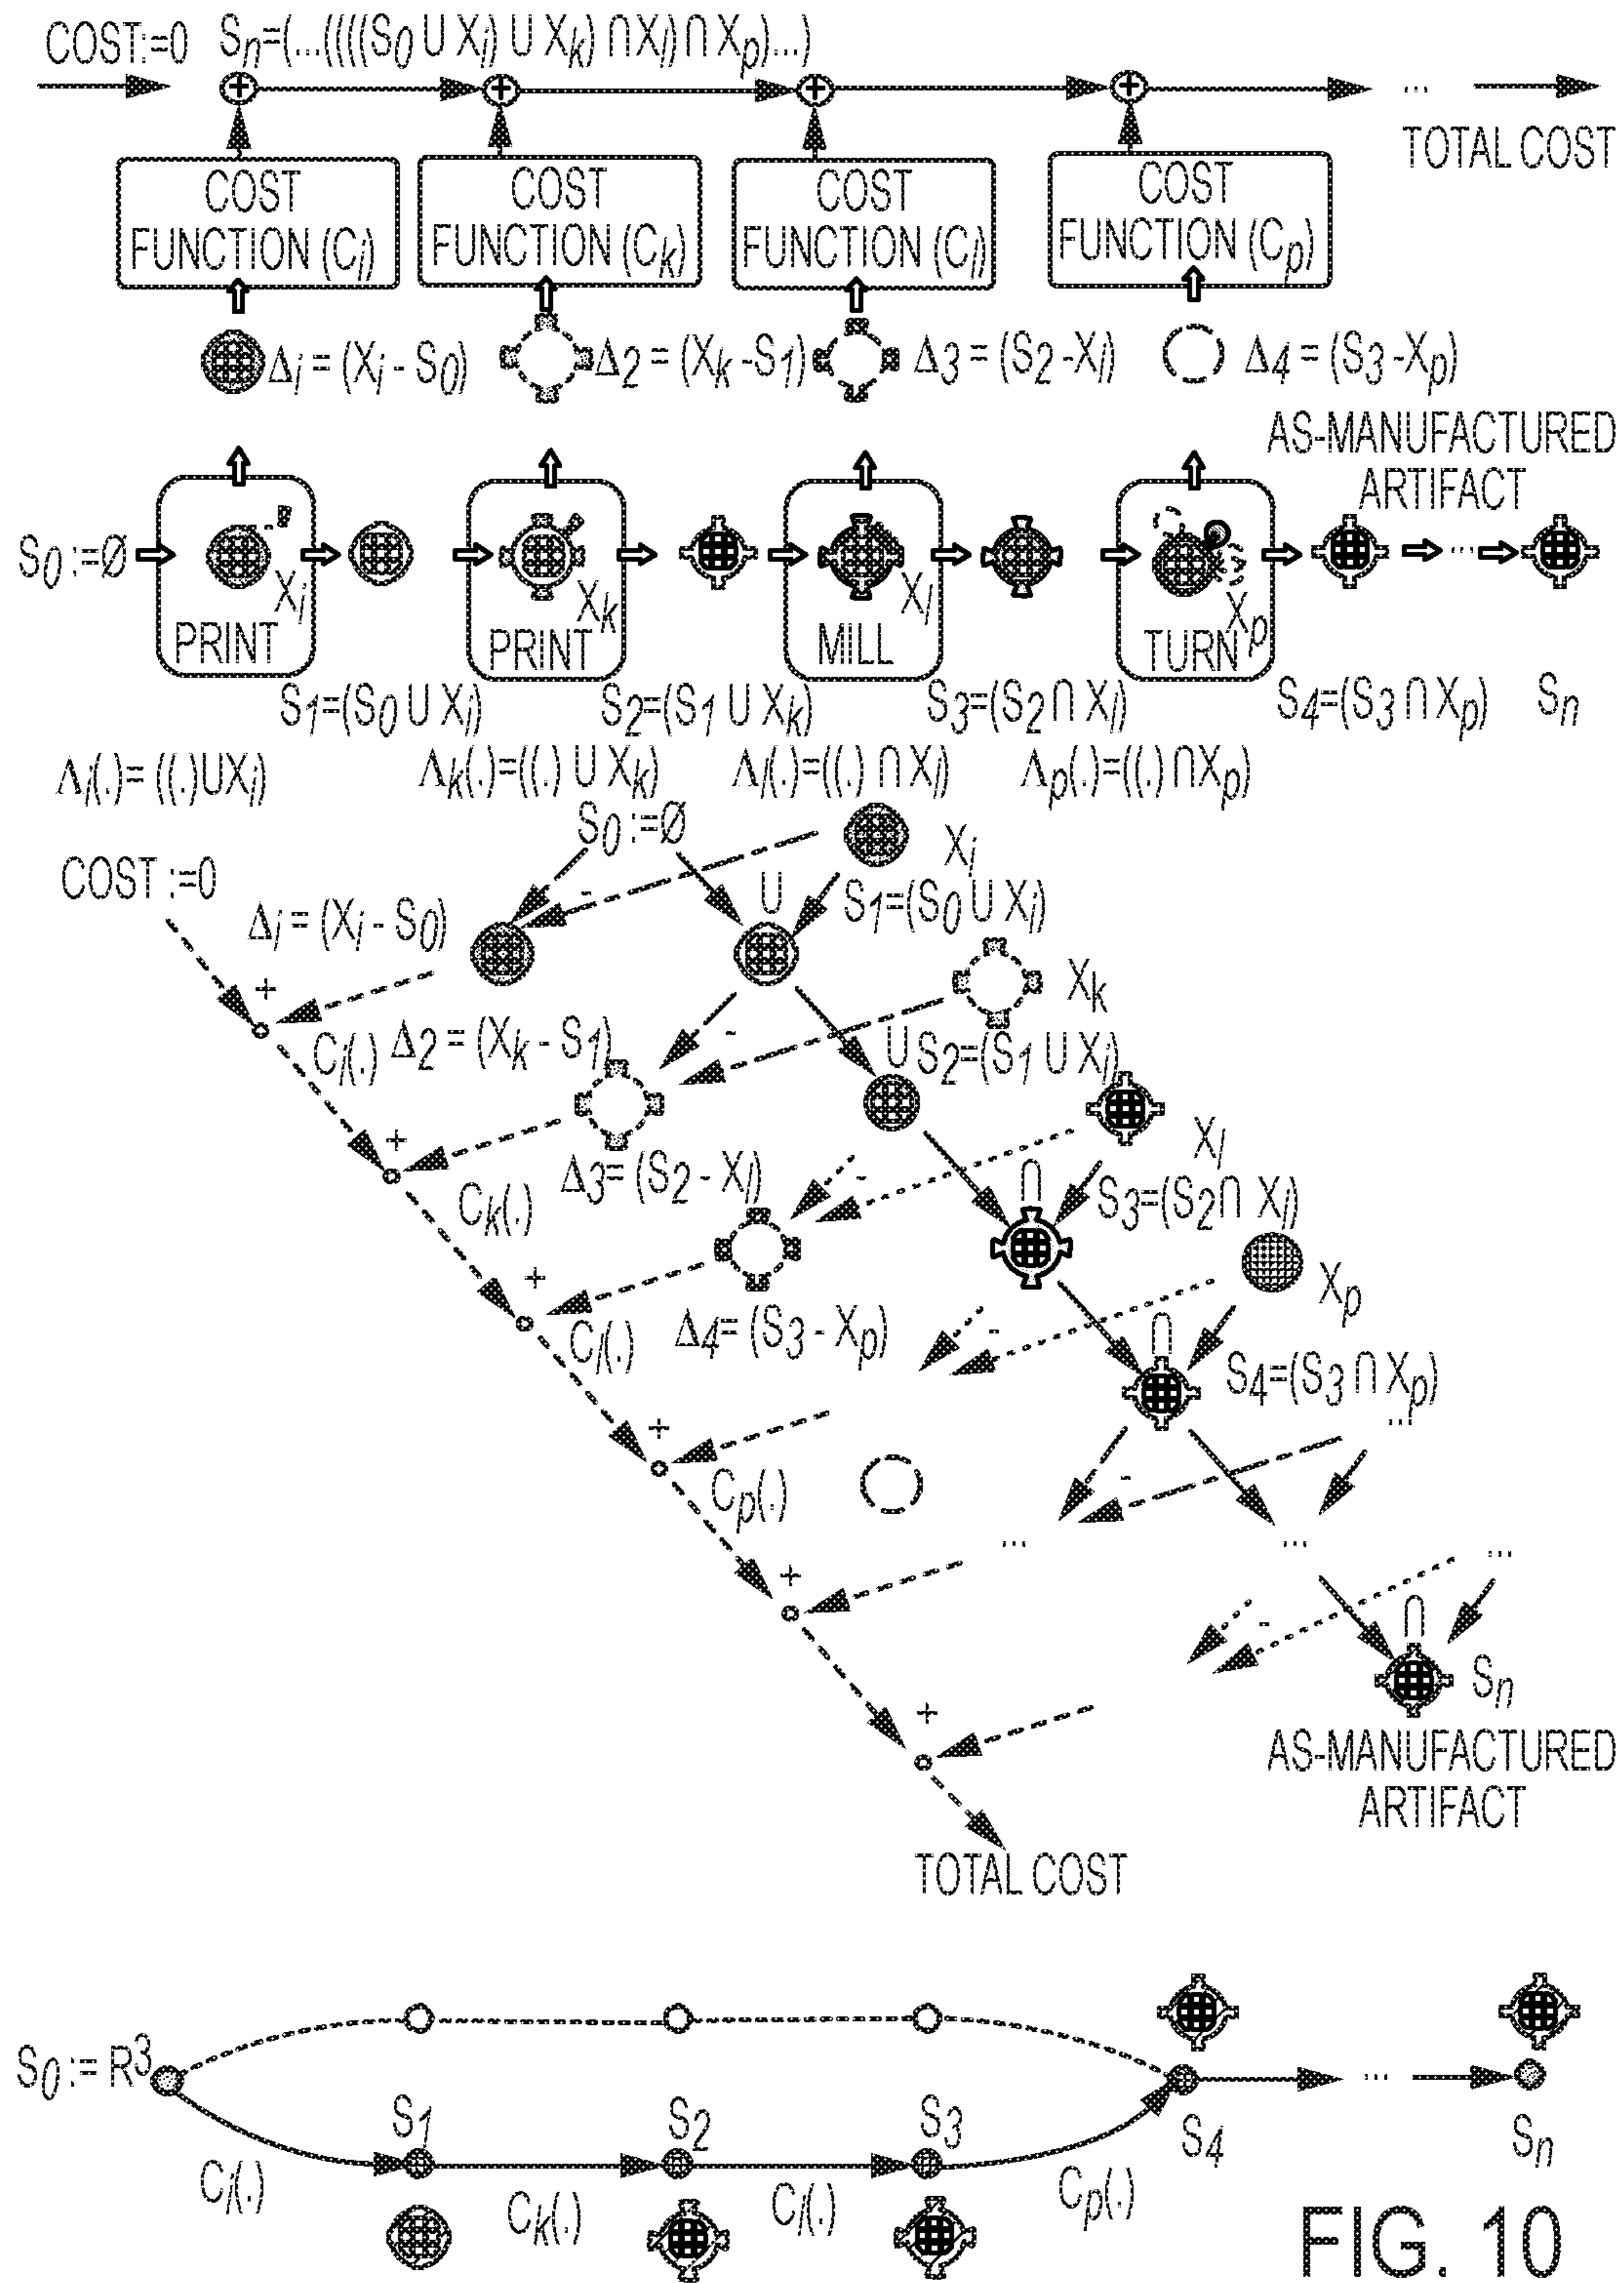 COST:=0 Sn=(...((((S0 U Xi) U Xk) ∩Xl)∩Xp)...)
+ + + + ...
TOTAL COST
COST FUNCTION (Ci)
COST FUNCTION (Ck)
COST FUNCTION (Cl)
COST FUNCTION (Cp)
Δi = (Xi - S0) Δ2 = (Xk -S1) Δ3 = (S2 -Xl) Δ4 = (S3 -Xp)
AS-MANUFACTURED
ARTIFACT
S0 :=Ø ...
Xi Xk Xl Xp
PRINT PRINT MILL TURN
S1=(S0 U Xi) S2=(S1 U Xk) S3=(S2 ∩ Xl) S4=(S3 ∩ Xp) Sn
Λi(.)= ((.)UXi) Λk(.)=((.) U Xk) Λl(.)=((.) ∩ Xl) Λp(.)=((.) ∩Xp)
S0 :=Ø Xi
COST :=0
- U S1=(S0 U Xi)
Δi = (Xi - S0)
+ Xk
Ci(.) Δ2 = (Xk - S1) - U S2=(S1 U Xi)
+ Xl
Ck(.) Δ3= (S2 - Xl) - ∩ S3=(S2∩ Xl)
+ Xp
Cl(.) Δ4= (S3 - Xp) - ∩ S4=(S3 ∩ Xp)
+ ...
Cp(.) -
... ... ...
+ - ∩
Sn
+
AS-MANUFACTURED
ARTIFACT
TOTAL COST
S0 := R3 ...
S1 S2 S3 S4 Sn
Ci(.) Ck(.) Cl(.) Cp(.)
FIG. 10